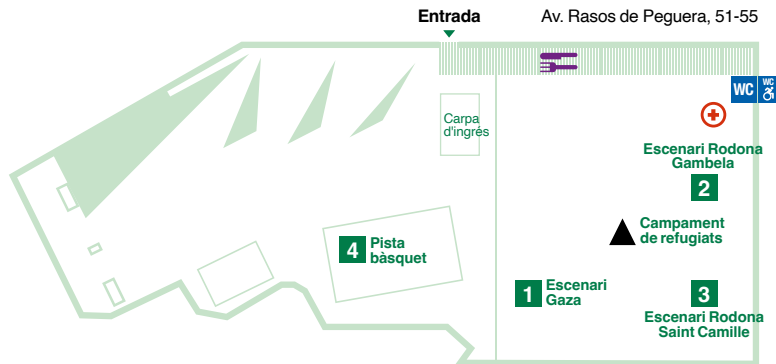 Entrada
Av. Rasos de Peguera, 51-55
WC
WC
Carpa
d'ingrés
Escenari Rodona
Gambela
2
Campament
de refugiats
4
Pista
bàsquet
1
Escenari
Gaza
3
Escenari Rodona
Saint Camille